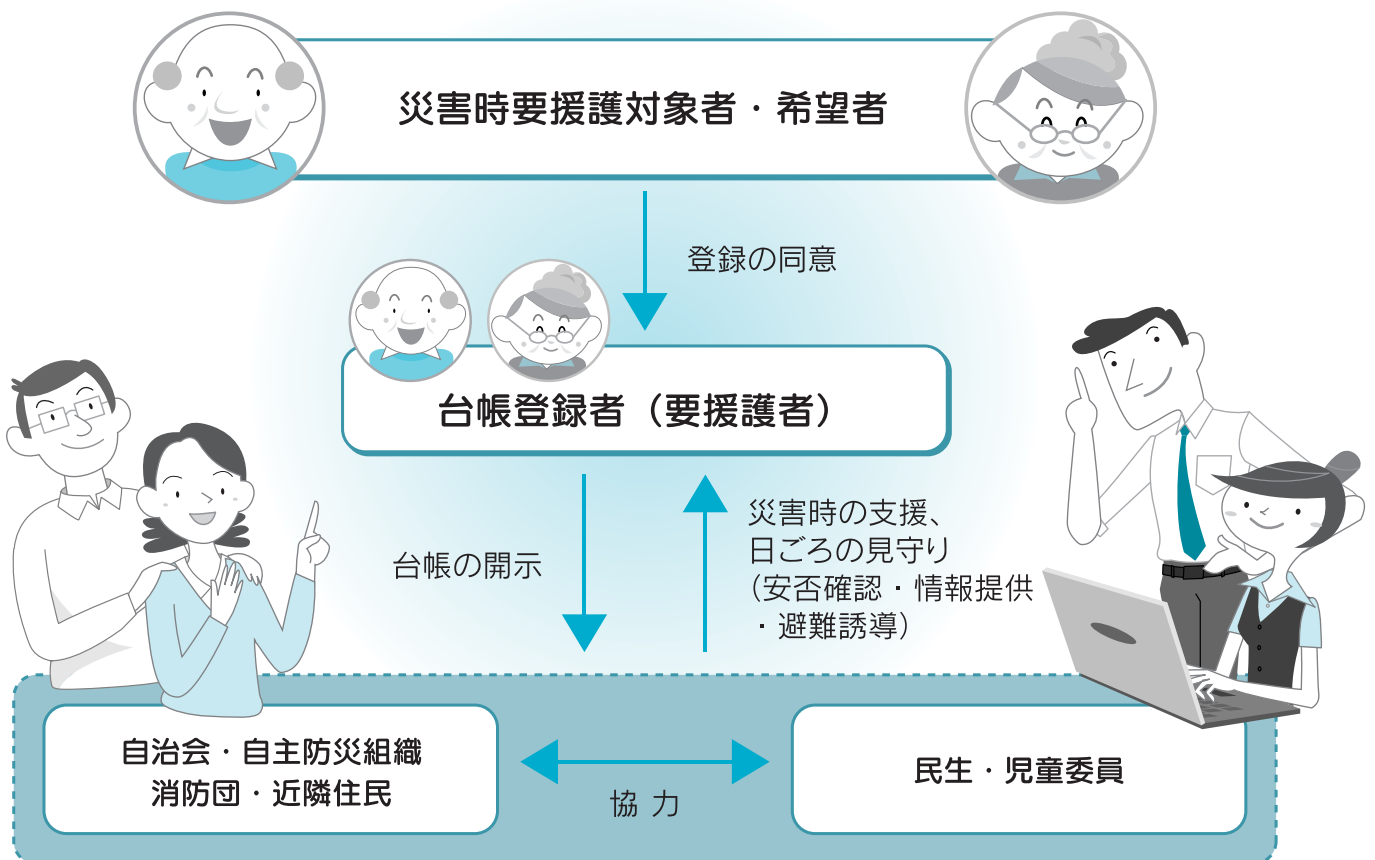 災害時要援護対象者・希望者
登録の同意
台帳登録者（要援護者）
台帳の開示
災害時の支援、
日ごろの見守り
（安否確認・情報提供
・避難誘導）
自治会・自主防災組織
消防団・近隣住民
協 力
民生・児童委員